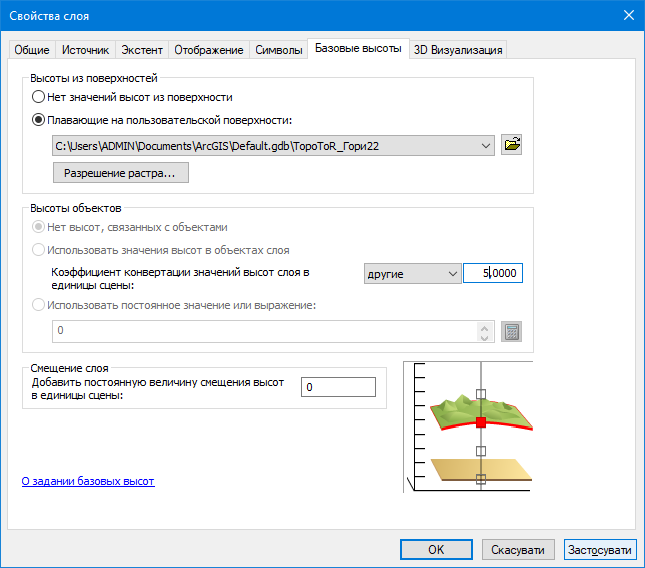 Свойства слоя
Общие Источник Экстент Отображение Символы Базовые высоты 3D Визуализация
Высоты из поверхностей
Нет значений высот из поверхности
Плавающие на пользовательской поверхности:
C:\Users\ADMIN\Documents\ArcGIS\Default.gdb\TopoToR_Гори22
Разрешение растра...
Высоты объектов
Нет высот, связанных с объектами
Использовать значения высот в объектах слоя
Коэффициент конвертации значений высот слоя в
единицы сцены:
другие
5,0000
Использовать постоянное значение или выражение:
0
Смещение слоя
Добавить постоянную величину смещения высот
в единицы сцены:
0
О задании базовых высот
OK Скасувати Застосувати